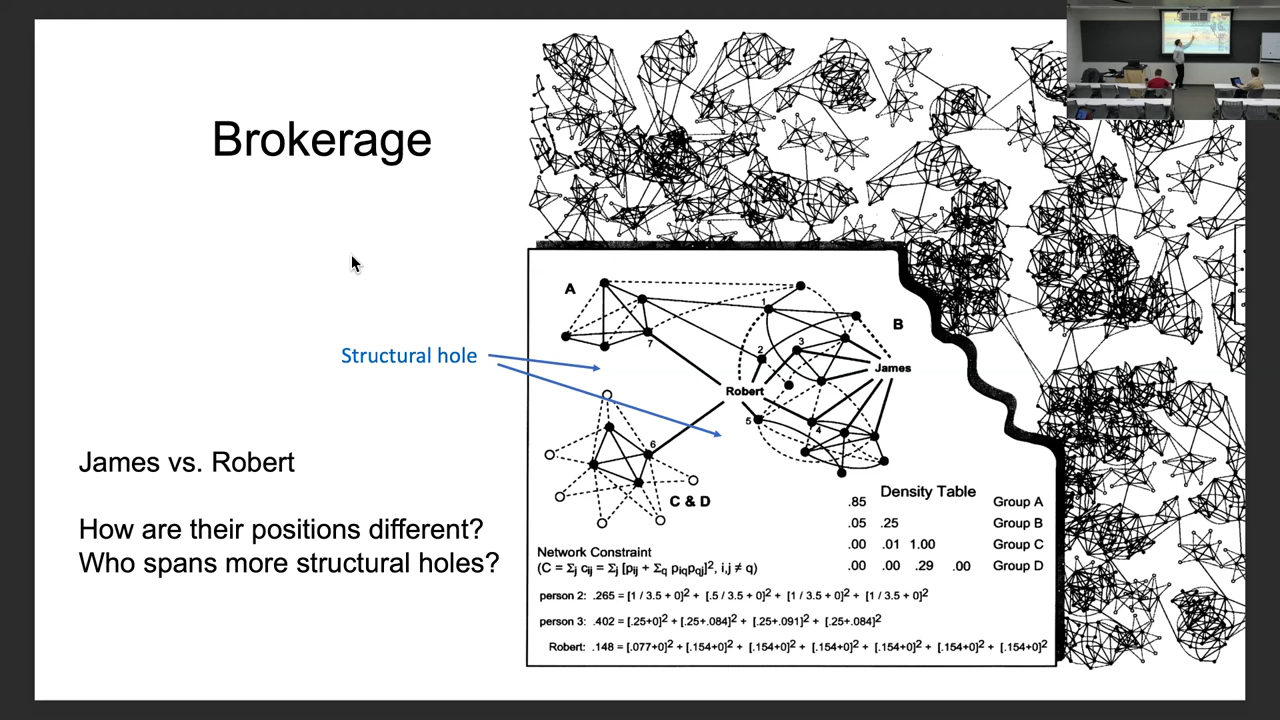 Brokerage
Structural hole
James vs. Robert
How are their positions different?
Who spans more structural holes?
A
B
1
7
2
3
James
Robert
5
4
6
C & D
Density Table
.85 Group A
.05 .25 Group B
.00 .01 1.00 Group C
.00 .00 .29 .00 Group D
Network Constraint
(C = Σj cij = Σj [pij + Σq piqpqj]², i,j ≠ q)
person 2: .265 = [1 / 3.5 + 0]² + [.5 / 3.5 + 0]² + [1 / 3.5 + 0]² + [1 / 3.5 + 0]²
person 3: .402 = [.25+0]² + [.25+.084]² + [.25+.091]² + [.25+.084]²
Robert: .148 = [.077+0]² + [.154+0]² + [.154+0]² + [.154+0]² + [.154+0]² + [.154+0]² + [.154+0]²